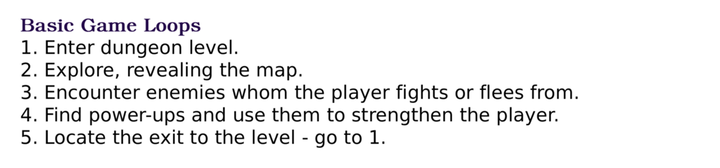 Basic Game Loops
1. Enter dungeon level.
2. Explore, revealing the map.
3. Encounter enemies whom the player fights or flees from.
4. Find power-ups and use them to strengthen the player.
5. Locate the exit to the level - go to 1.